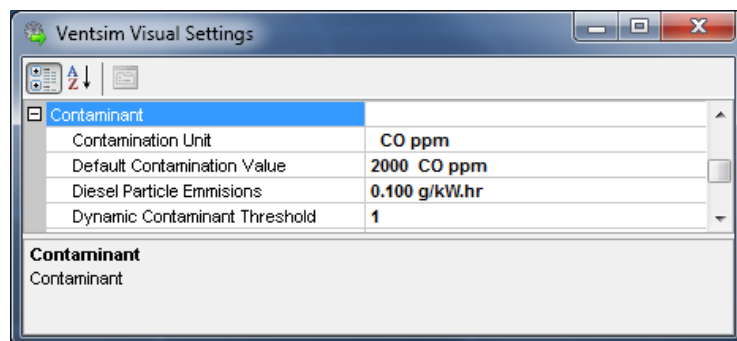 Ventsim Visual Settings
Contaminant
Contamination Unit CO ppm
Default Contamination Value 2000 CO ppm
Diesel Particle Emmisions 0.100 g/kW.hr
Dynamic Contaminant Threshold 1
Contaminant
Contaminant